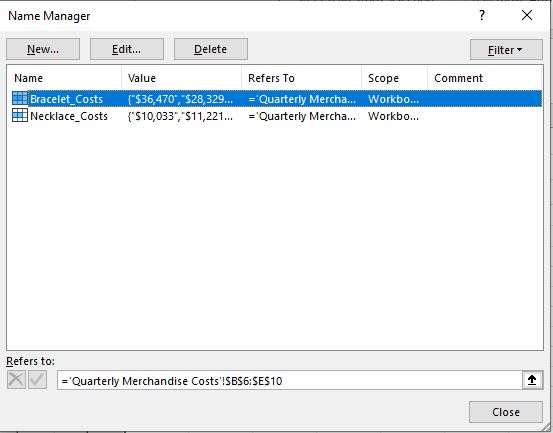 Name Manager ? ×
New... Edit... Delete Filter
Name Value Refers To Scope Comment
Bracelet_Costs {"$36,470","$28,329... ='Quarterly Mercha... Workbo...
Necklace_Costs {"$10,033","$11,221... ='Quarterly Mercha... Workbo...
Refers to:
='Quarterly Merchandise Costs'!$B$6:$E$10
Close